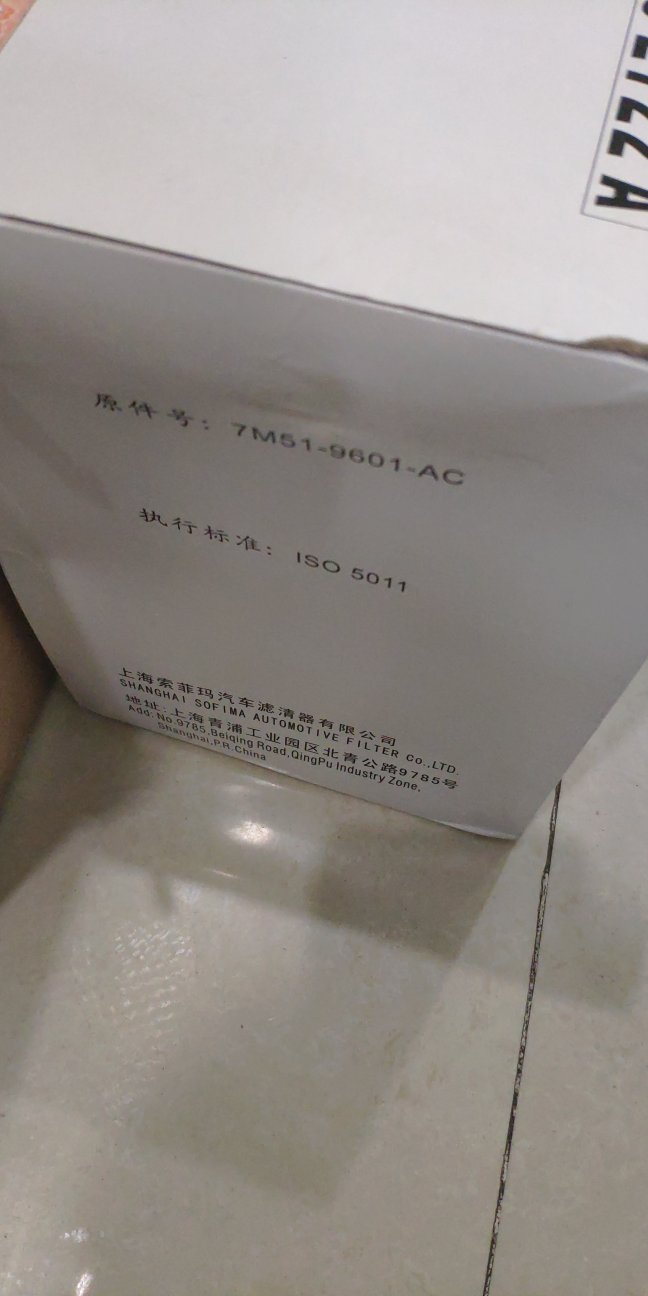 2122 A
原件号: 7M51-9601-AC
执行标准: ISO 5011
上海索菲玛汽车滤清器有限公司
SHANGHAI SOFIMA AUTOMOTIVE FILTER Co.,LTD.
地址:上海青浦工业园区北青公路9785号
Add: No.9785,Beiqing Road,QingPu Industry Zone,
Shanghai,P.R.China